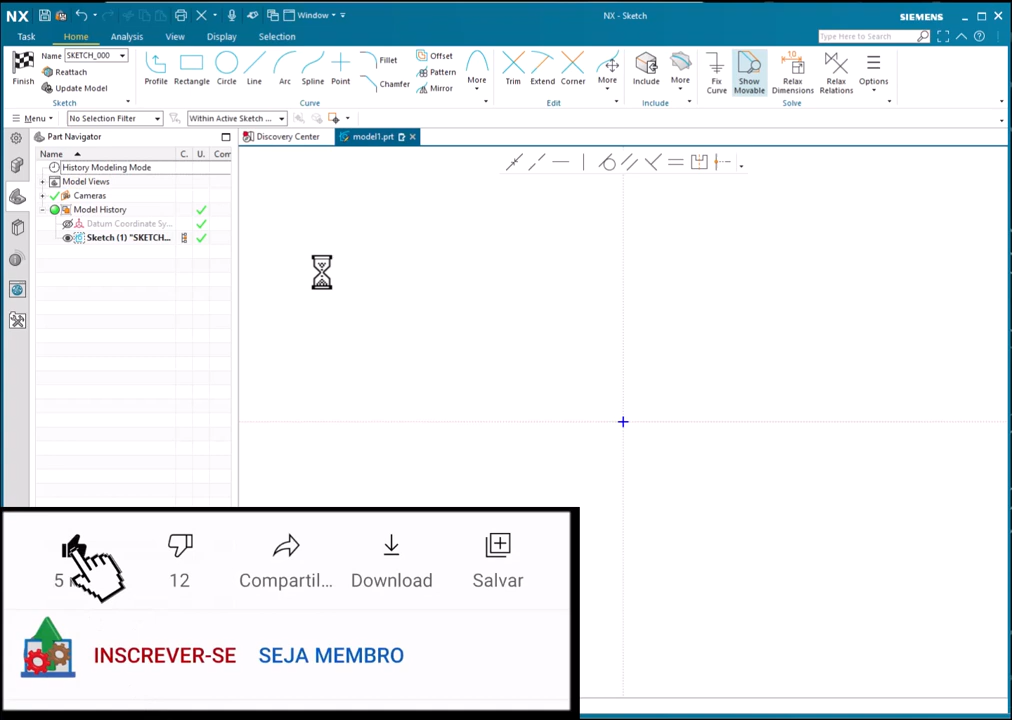 NX
Window
NX - Sketch
SIEMENS
Task
Home
Analysis
View
Display
Selection
Type Here to Search
Finish
Name
SKETCH_000
Reattach
Update Model
Sketch
Profile
Rectangle
Circle
Line
Arc
Spline
Point
Fillet
Chamfer
Offset
Pattern
Mirror
More
Curve
Trim
Extend
Corner
More
Edit
Include
More
Include
Fix
Curve
Show
Movable
10
Relax
Dimensions
Relax
Relations
Options
Solve
Menu
No Selection Filter
Within Active Sketch ...
Part Navigator
Discovery Center
model1.prt
Name
C.
U.
Com
History Modeling Mode
Model Views
Cameras
Model History
Datum Coordinate Sy...
Sketch (1) "SKETCH...
5
12
Compartil...
Download
Salvar
INSCREVER-SE
SEJA MEMBRO